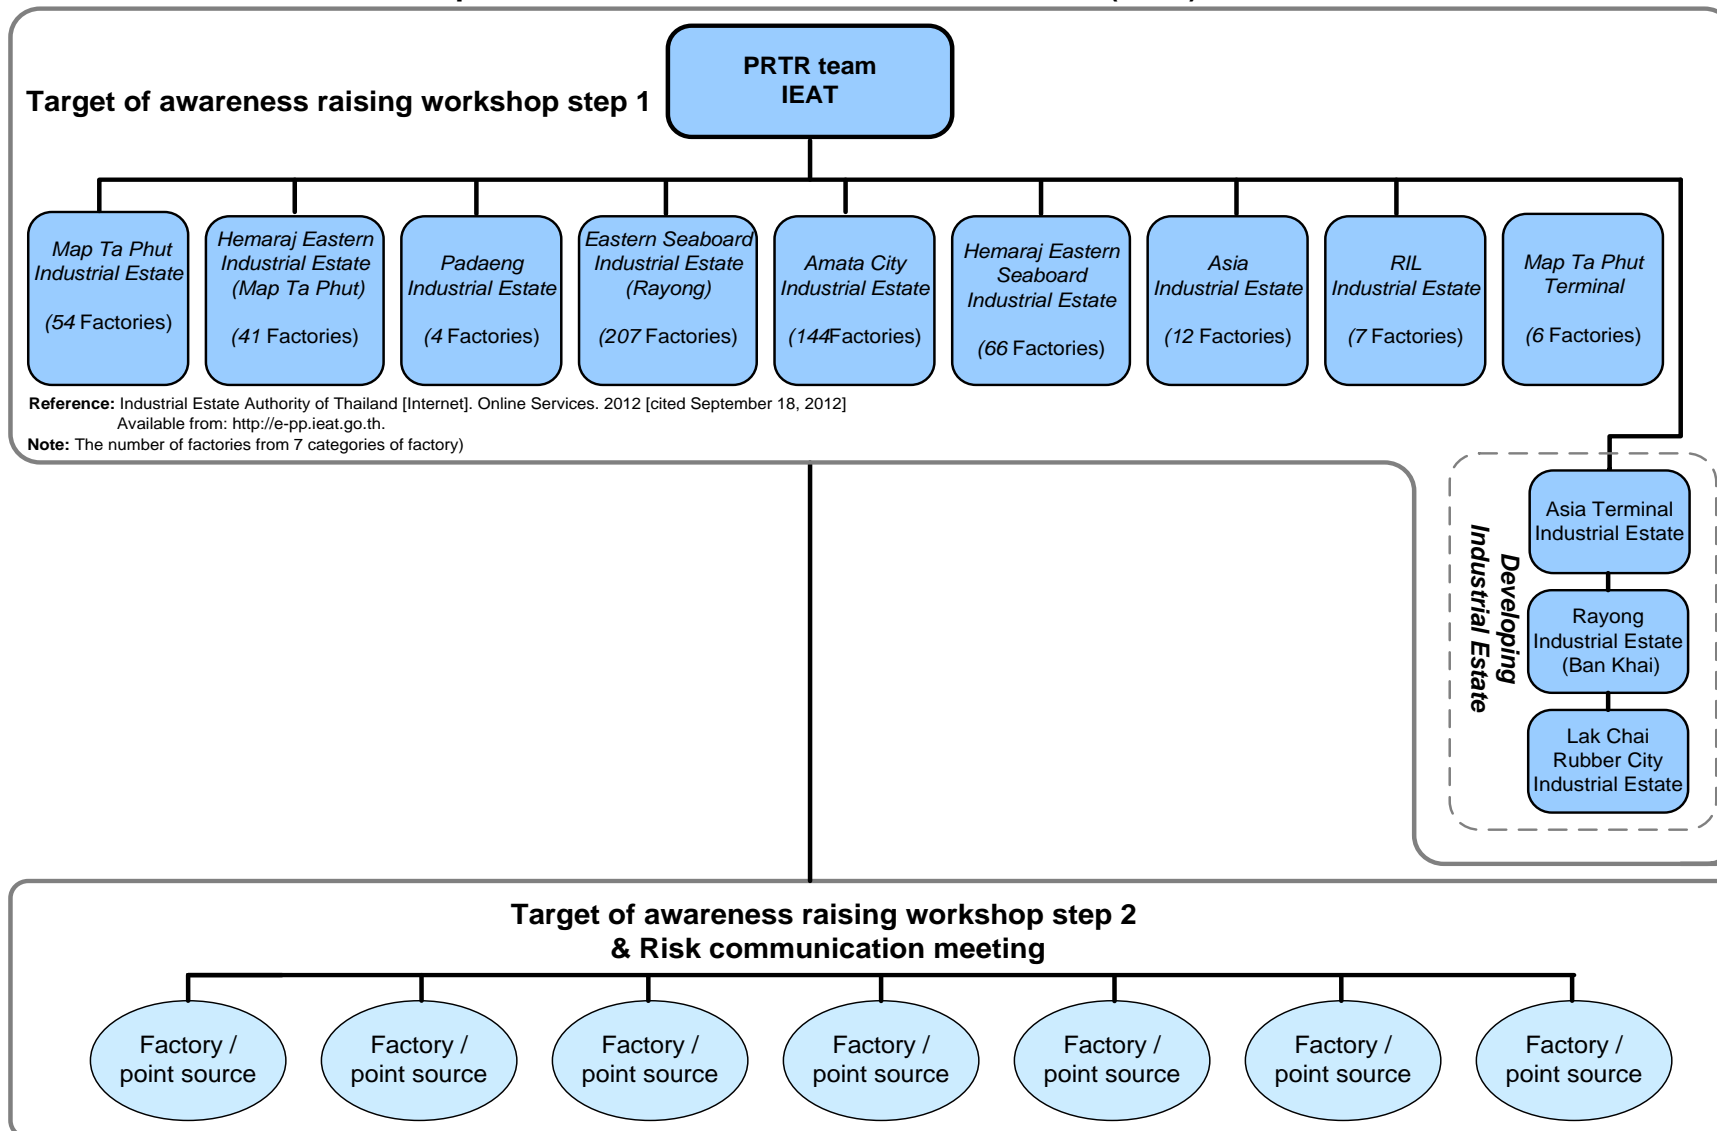 PRTR team
IEAT
Target of awareness raising workshop step 1
Map Ta Phut
Industrial Estate
(54 Factories)
Hemaraj Eastern
Industrial Estate
(Map Ta Phut)
(41 Factories)
Padaeng
Industrial Estate
(4 Factories)
Eastern Seaboard
Industrial Estate
(Rayong)
(207 Factories)
Amata City
Industrial Estate
(144Factories)
Hemaraj Eastern
Seaboard
Industrial Estate
(66 Factories)
Asia
Industrial Estate
(12 Factories)
RIL
Industrial Estate
(7 Factories)
Map Ta Phut
Terminal
(6 Factories)
Reference: Industrial Estate Authority of Thailand [Internet]. Online Services. 2012 [cited September 18, 2012]
Available from: http://e-pp.ieat.go.th.
Note: The number of factories from 7 categories of factory)
Developing
Industrial Estate
Asia Terminal
Industrial Estate
Rayong
Industrial Estate
(Ban Khai)
Lak Chai
Rubber City
Industrial Estate
Target of awareness raising workshop step 2
& Risk communication meeting
Factory /
point source
Factory /
point source
Factory /
point source
Factory /
point source
Factory /
point source
Factory /
point source
Factory /
point source